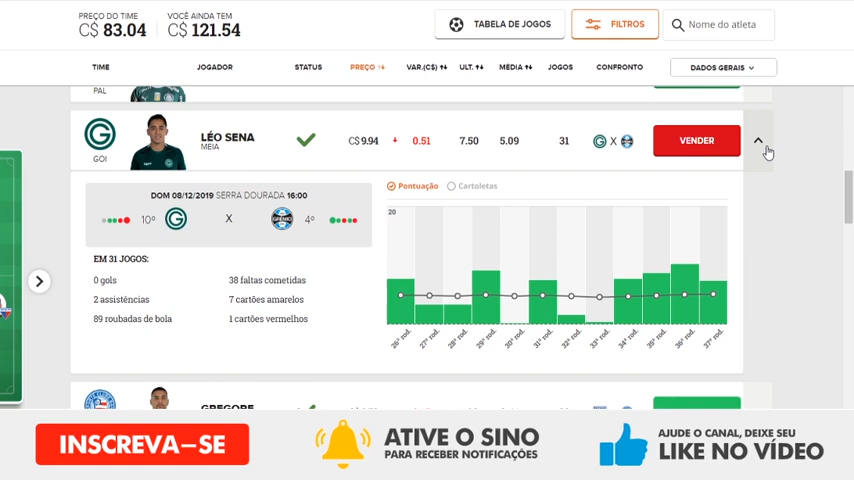 PREÇO DO TIME
C$ 83.04
VOCÊ AINDA TEM
C$ 121.54
TABELA DE JOGOS
FILTROS
Nome do atleta
TIME JOGADOR STATUS PREÇO VAR.(C$) ULT. MÉDIA JOGOS CONFRONTO DADOS GERAIS
PAL
GOI
LÉO SENA
MEIA
C$ 9.94 0.51 7.50 5.09 31 X VENDER
DOM 08/12/2019 SERRA DOURADA 16:00
10º X GRÊMIO 4º
EM 31 JOGOS:
0 gols 38 faltas cometidas
2 assistências 7 cartões amarelos
89 roubadas de bola 1 cartões vermelhos
Pontuação Cartoletas
20
26ª rod. 27ª rod. 28ª rod. 29ª rod. 30ª rod. 31ª rod. 32ª rod. 33ª rod. 34ª rod. 35ª rod. 36ª rod. 37ª rod.
GREGORE
INSCREVA-SE
ATIVE O SINO
PARA RECEBER NOTIFICAÇÕES
AJUDE O CANAL, DEIXE SEU
LIKE NO VÍDEO